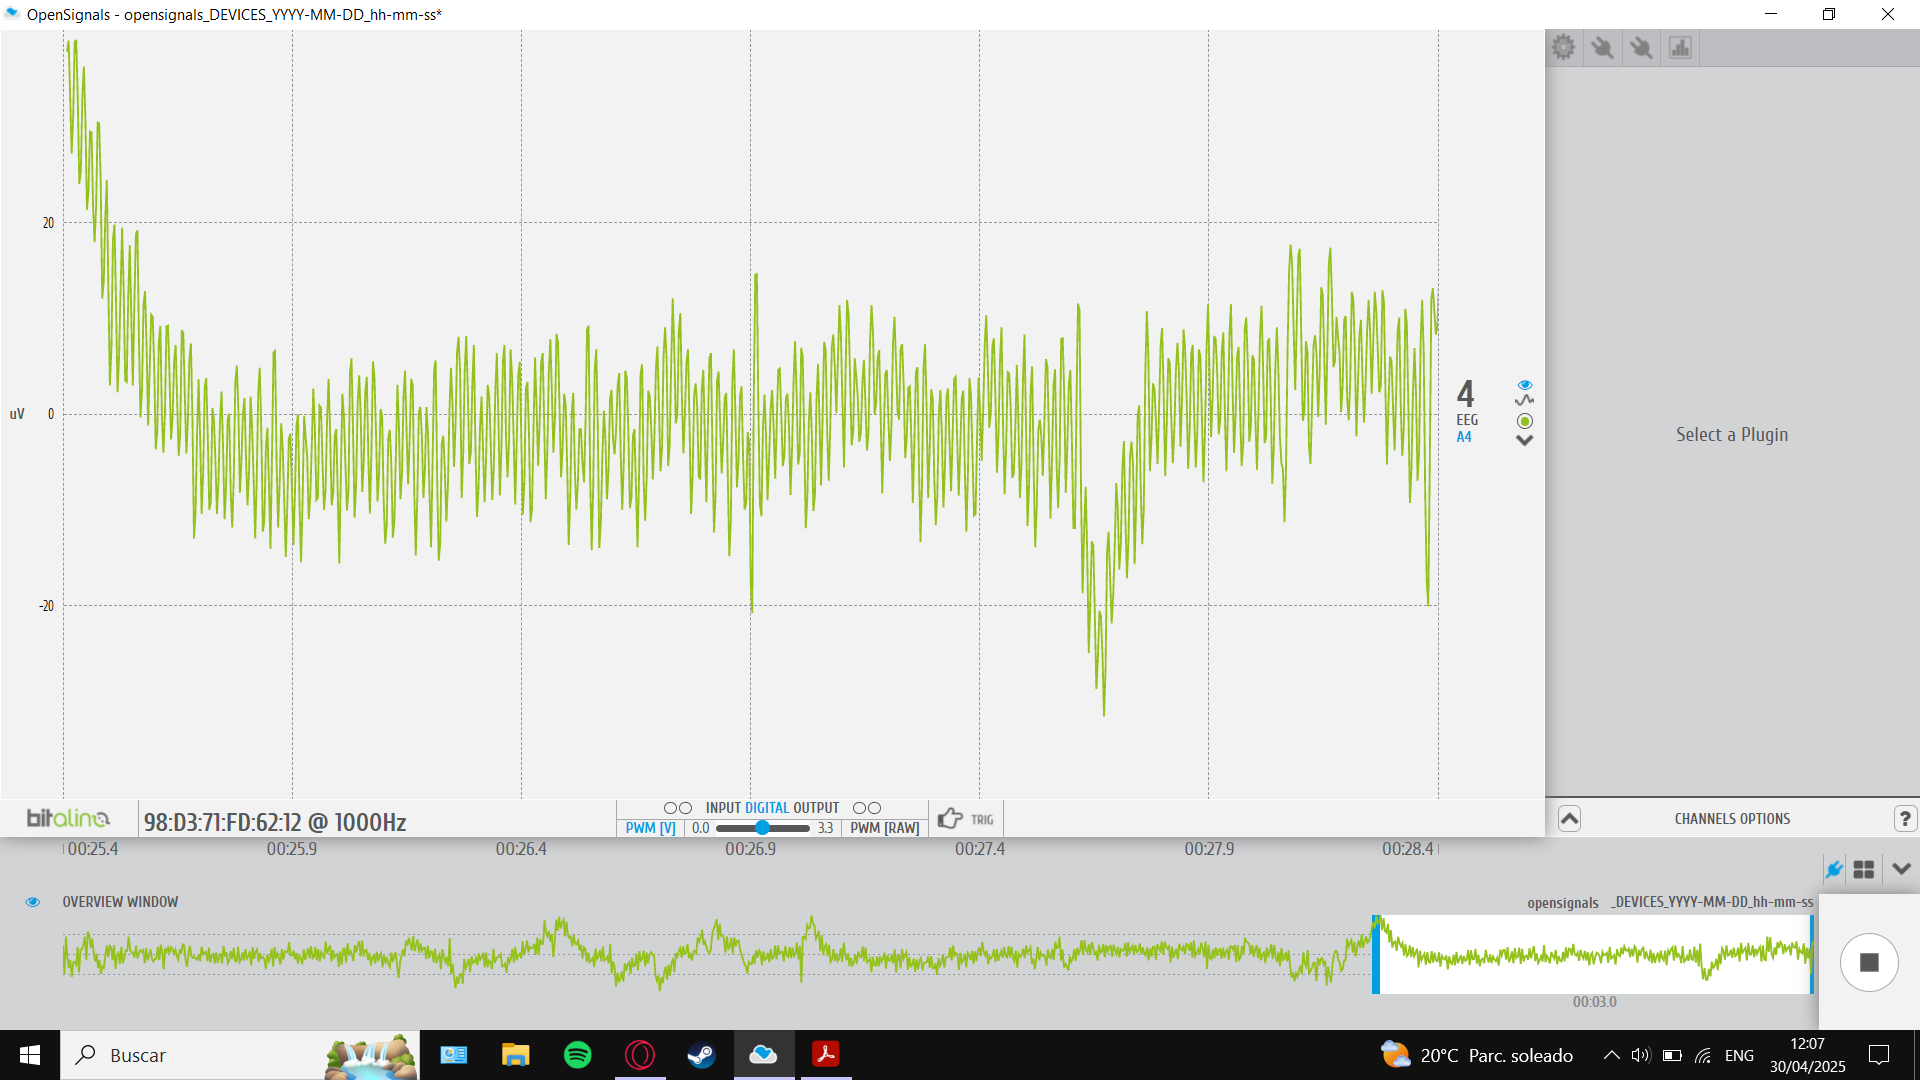 OpenSignals - opensignals_DEVICES_YYYY-MM-DD_hh-mm-ss*
20
uV 0
-20
4
EEG
A4
Select a Plugin
bitalino
98:D3:71:FD:62:12 @ 1000Hz
INPUT DIGITAL OUTPUT
PWM [V] 0.0 3.3 PWM [RAW]
TRIG
CHANNELS OPTIONS
?
00:25.4 00:25.9 00:26.4 00:26.9 00:27.4 00:27.9 00:28.4
OVERVIEW WINDOW
opensignals _DEVICES_YYYY-MM-DD_hh-mm-ss
00:03.0
Buscar
20°C Parc. soleado
ENG
12:07
30/04/2025